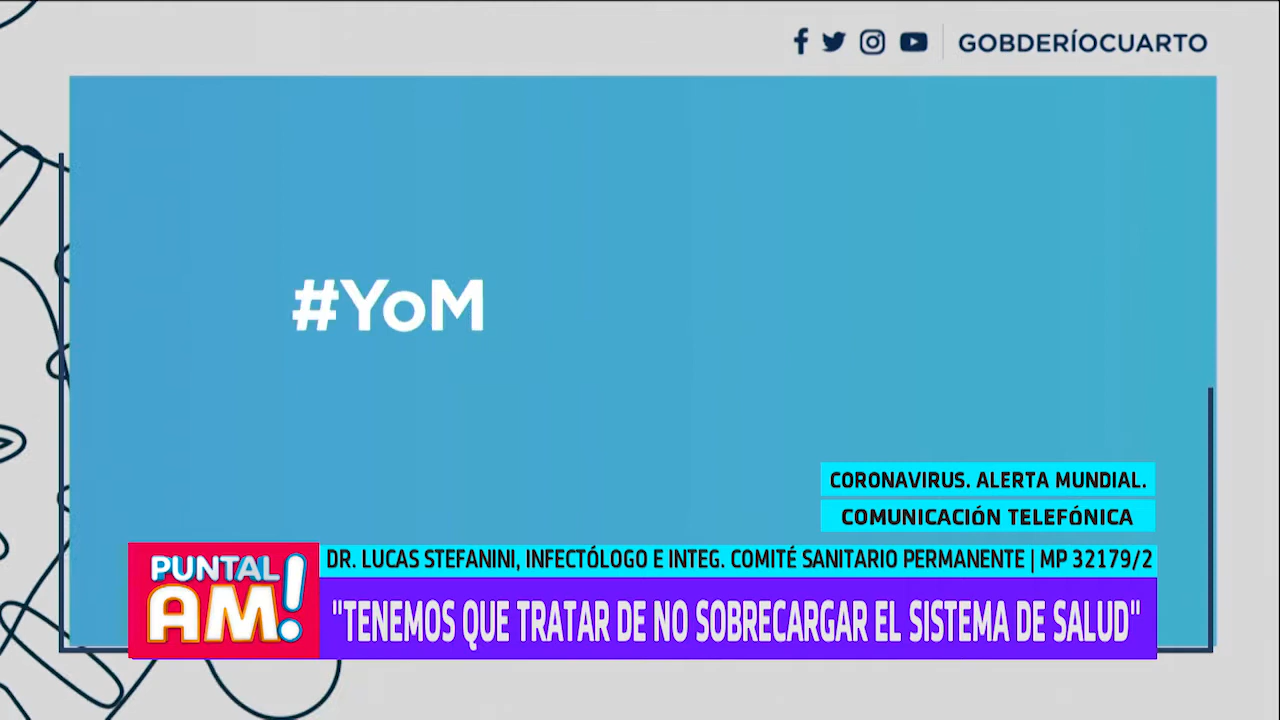 GOBDERÍOCUARTO
#YoM
CORONAVIRUS. ALERTA MUNDIAL.
COMUNICACIÓN TELEFÓNICA
DR. LUCAS STEFANINI, INFECTÓLOGO E INTEG. COMITÉ SANITARIO PERMANENTE | MP 32179/2
PUNTAL
AM!
"TENEMOS QUE TRATAR DE NO SOBRECARGAR EL SISTEMA DE SALUD"